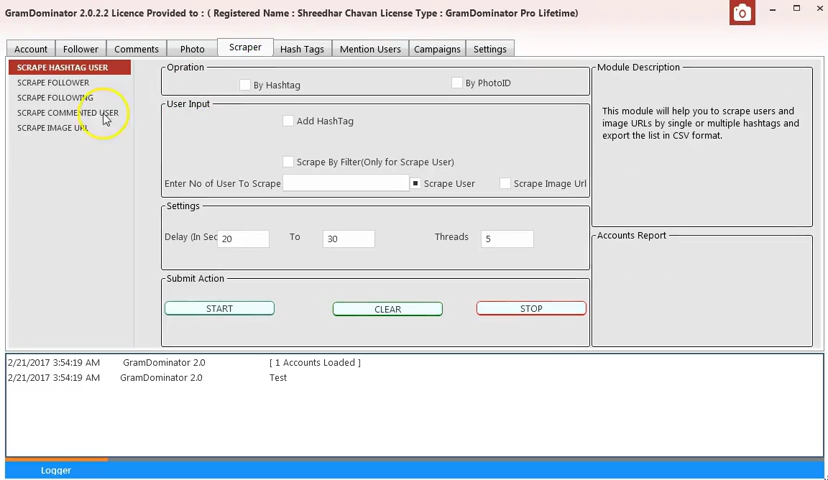 GramDominator 2.0.2.2 Licence Provided to : ( Registered Name : Shreedhar Chavan License Type : GramDominator Pro Lifetime)
Account Follower Comments Photo Scraper Hash Tags Mention Users Campaigns Settings
SCRAPE HASHTAG USER
SCRAPE FOLLOWER
SCRAPE FOLLOWING
SCRAPE COMMENTED USER
SCRAPE IMAGE URL
Opration
By Hashtag By PhotoID
User Input
Add HashTag
Scrape By Filter(Only for Scrape User)
Enter No of User To Scrape Scrape User Scrape Image Url
Settings
Delay (In Sec 20 To 30 Threads 5
Submit Action
START CLEAR STOP
Module Description
This module will help you to scrape users and
image URLs by single or multiple hashtags and
export the list in CSV format.
Accounts Report
2/21/2017 3:54:19 AM GramDominator 2.0 [ 1 Accounts Loaded ]
2/21/2017 3:54:19 AM GramDominator 2.0 Test
Logger